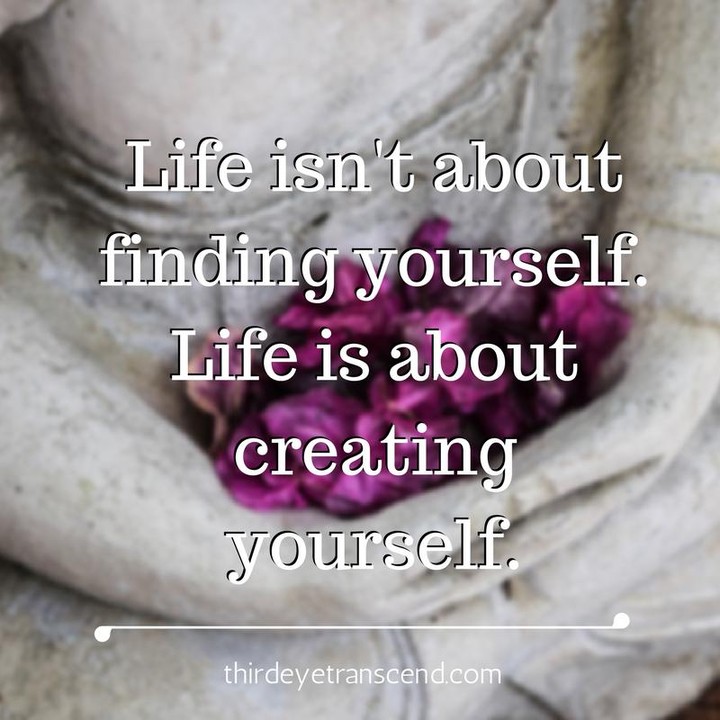 Life isn't about
finding yourself.
Life is about
creating
yourself.
thirdeyetranscend.com